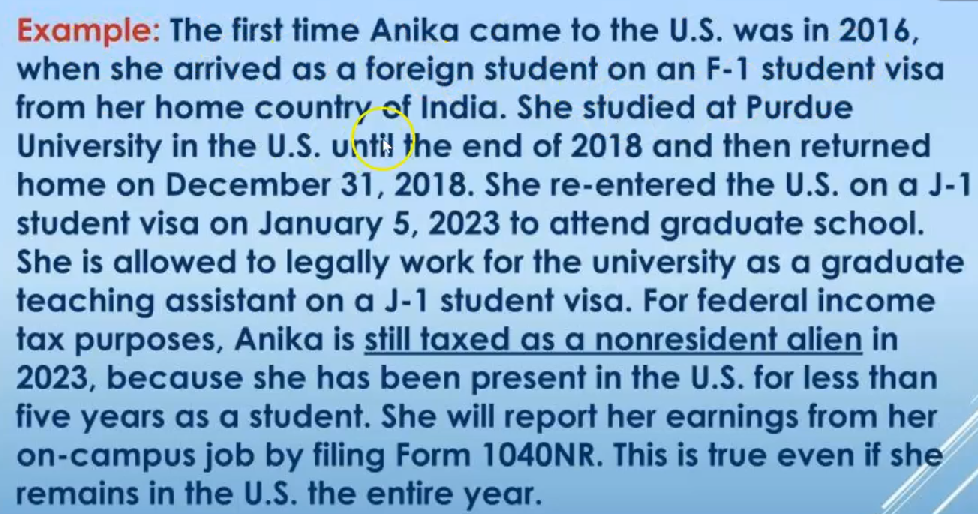 Example: The first time Anika came to the U.S. was in 2016,
when she arrived as a foreign student on an F-1 student visa
from her home country of India. She studied at Purdue
University in the U.S. until the end of 2018 and then returned
home on December 31, 2018. She re-entered the U.S. on a J-1
student visa on January 5, 2023 to attend graduate school.
She is allowed to legally work for the university as a graduate
teaching assistant on a J-1 student visa. For federal income
tax purposes, Anika is still taxed as a nonresident alien in
2023, because she has been present in the U.S. for less than
five years as a student. She will report her earnings from her
on-campus job by filing Form 1040NR. This is true even if she
remains in the U.S. the entire year.